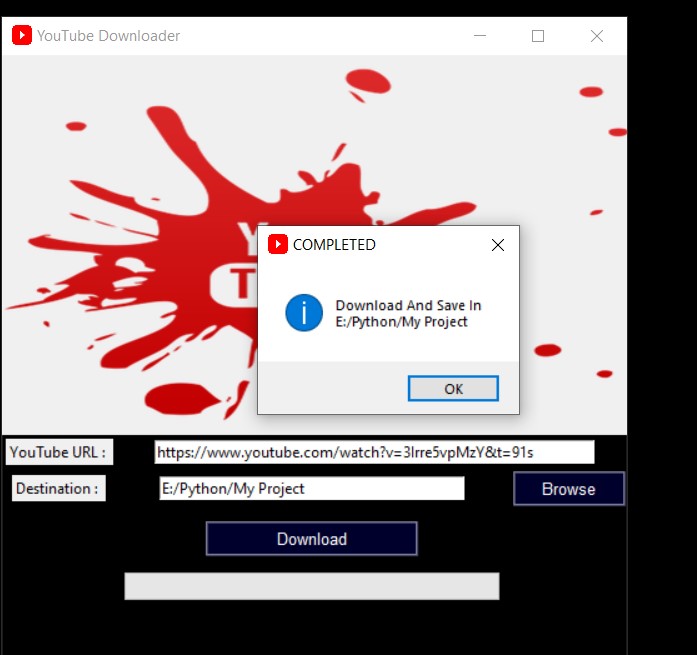 YouTube Downloader
Y
T
COMPLETED
Download And Save In
E:/Python/My Project
OK
YouTube URL :
https://www.youtube.com/watch?v=3lrre5vpMzY&t=91s
Destination :
E:/Python/My Project
Browse
Download